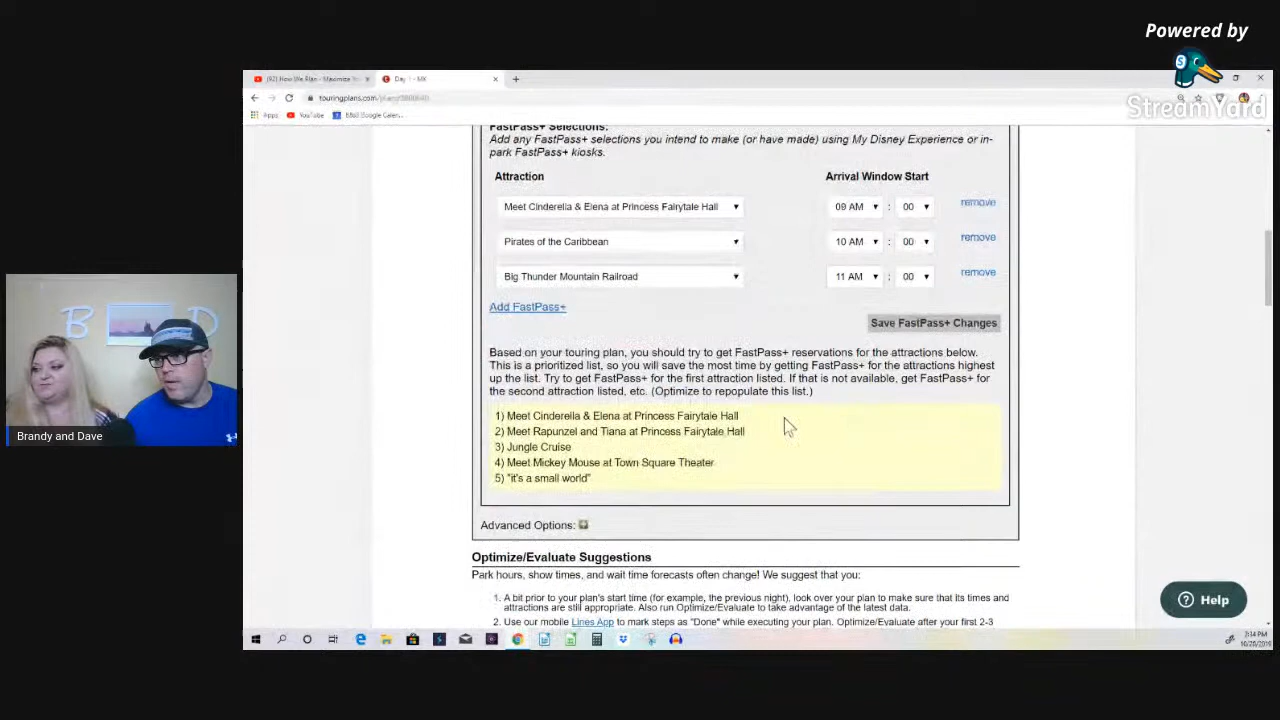 Powered by
StreamYard
(92) How We Plan - Maximize Yo
Day 1 - MK
touringplans.com
Apps
YouTube
B&D Google Calen...
FastPass+ Selections:
Add any FastPass+ selections you intend to make (or have made) using My Disney Experience or in-
park FastPass+ kiosks.
Attraction Arrival Window Start
Meet Cinderella & Elena at Princess Fairytale Hall 09 AM : 00 remove
Pirates of the Caribbean 10 AM : 00 remove
Big Thunder Mountain Railroad 11 AM : 00 remove
Add FastPass+
Save FastPass+ Changes
Based on your touring plan, you should try to get FastPass+ reservations for the attractions below.
This is a prioritized list, so you will save the most time by getting FastPass+ for the attractions highest
up the list. Try to get FastPass+ for the first attraction listed. If that is not available, get FastPass+ for
the second attraction listed, etc. (Optimize to repopulate this list.)
1) Meet Cinderella & Elena at Princess Fairytale Hall
2) Meet Rapunzel and Tiana at Princess Fairytale Hall
3) Jungle Cruise
4) Meet Mickey Mouse at Town Square Theater
5) "it's a small world"
Advanced Options:
Optimize/Evaluate Suggestions
Park hours, show times, and wait time forecasts often change! We suggest that you:
1. A bit prior to your plan's start time (for example, the previous night), look over your plan to make sure that its times and
attractions are still appropriate. Also run Optimize/Evaluate to take advantage of the latest data.
2. Use our mobile Lines App to mark steps as "Done" while executing your plan. Optimize/Evaluate after your first 2-3
Help
B D
Brandy and Dave